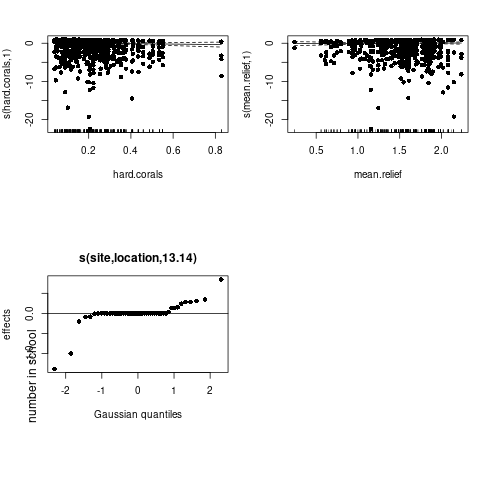 s(hard.corals,1)
0
-10
-20
0.2
0.4
0.6
0.8
hard.corals
s(mean.relief,1)
0
-10
-20
0.5
1.0
1.5
2.0
mean.relief
s(site,location,13.14)
effects
0.0
number in school
-2
-1
0
1
2
Gaussian quantiles